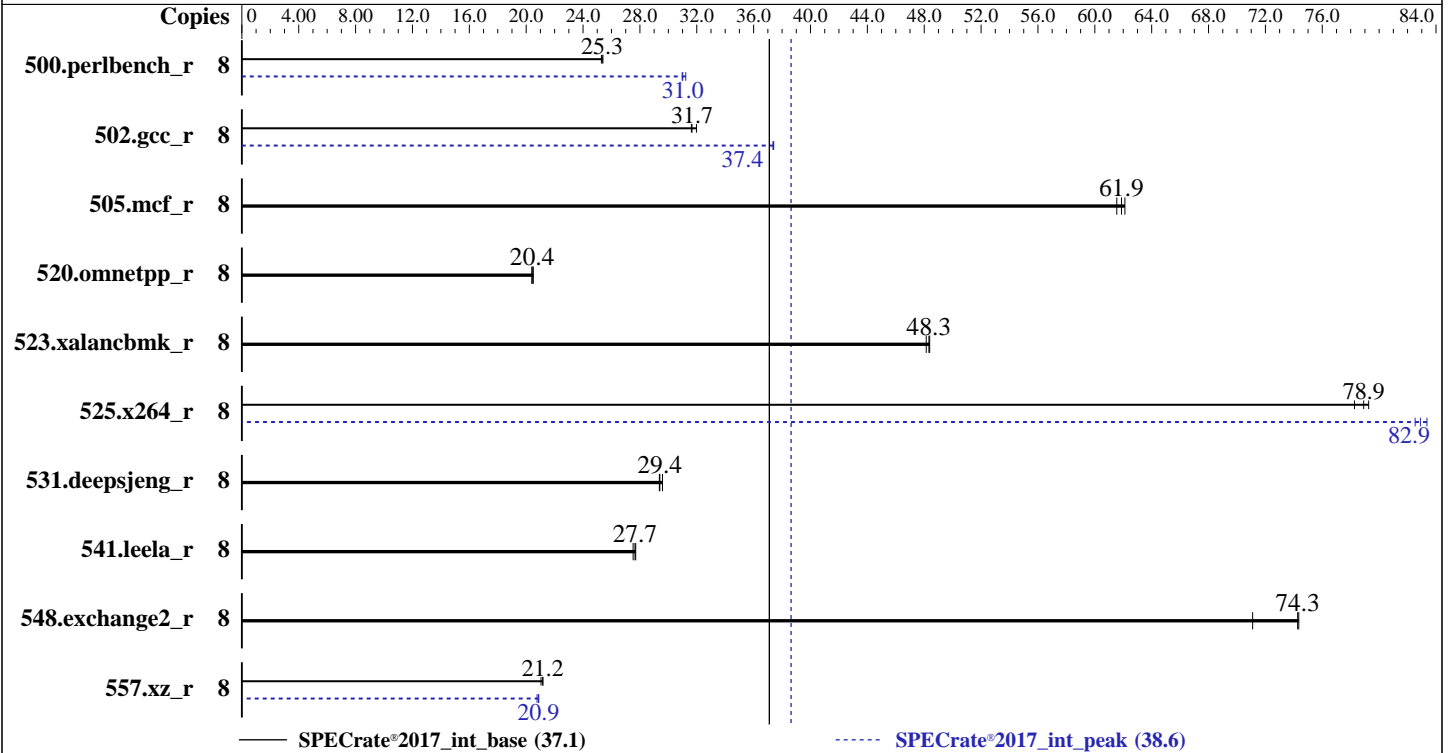 Copies 0 4.00 8.00 12.0 16.0 20.0 24.0 28.0 32.0 36.0 40.0 44.0 48.0 52.0 56.0 60.0 64.0 68.0 72.0 76.0 84.0
25.3
500.perlbench_r 8
31.0
31.7
502.gcc_r 8
37.4
61.9
505.mcf_r 8
20.4
520.omnetpp_r 8
48.3
523.xalancbmk_r 8
78.9
525.x264_r 8
82.9
29.4
531.deepsjeng_r 8
27.7
541.leela_r 8
74.3
548.exchange2_r 8
21.2
557.xz_r 8
20.9
SPECrate®2017_int_base (37.1) SPECrate®2017_int_peak (38.6)